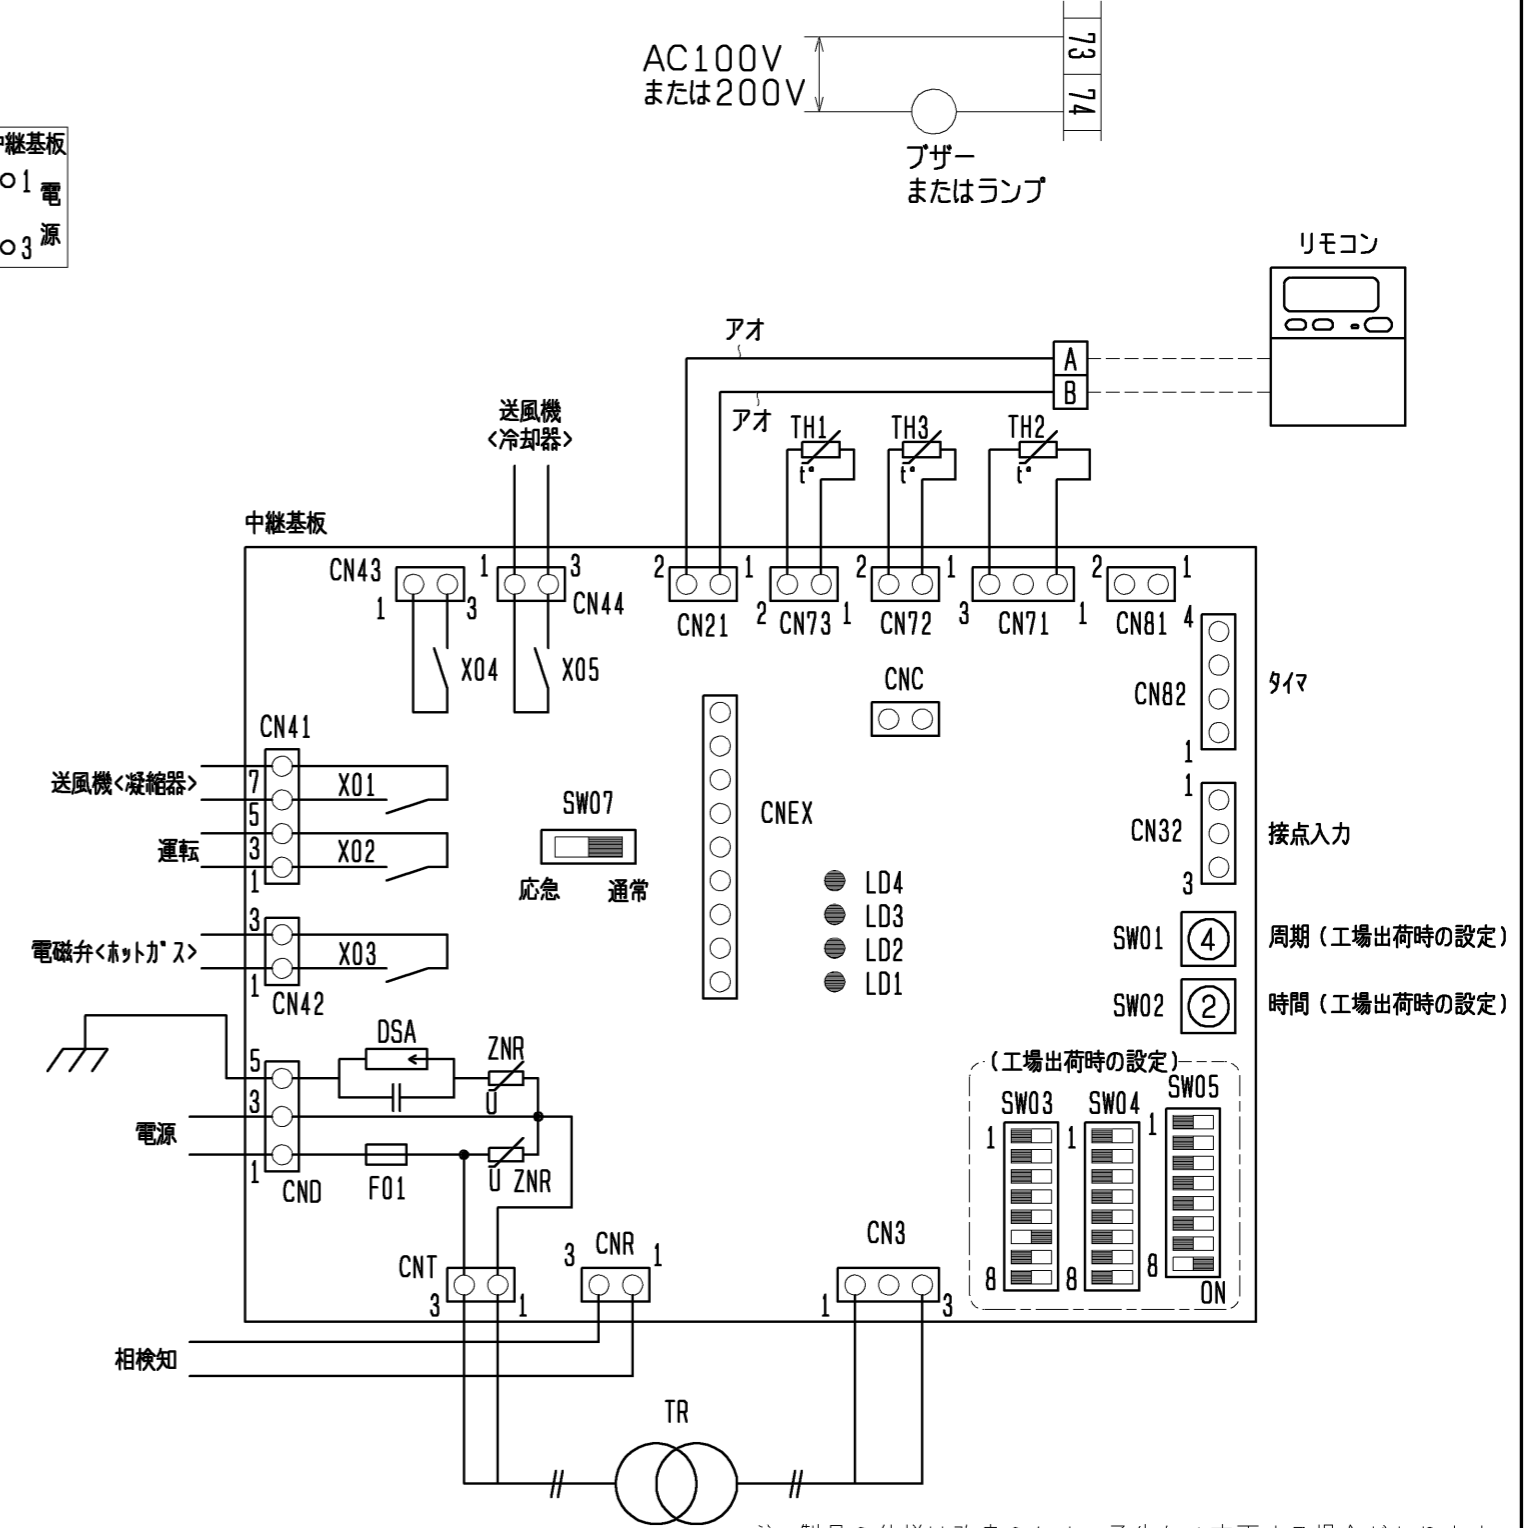 73
AC100V
または200V
74
ブザー
またはランプ
中継基板
1 電
3 源
リモコン
アオ
A
B
アオ
送風機
<冷却器>
TH1
TH3
TH2
t°
t°
t°
中継基板
CN43
1
3
1
3
CN44
2
1
CN21
2
CN73
1
2
1
CN72
3
CN71
1
2
1
CN81
4
CN82
1
タイマ
X04
X05
CNC
CN41
送風機<凝縮器>
7
X01
5
運転
3
X02
1
SW07
応急
通常
CNEX
1
CN32
3
接点入力
LD4
LD3
LD2
LD1
電磁弁<ホットガス>
3
X03
1
CN42
SW01
4
周期(工場出荷時の設定)
SW02
2
時間(工場出荷時の設定)
DSA
ZNR
U
5
3
電源
1
CND
F01
U ZNR
(工場出荷時の設定)
SW03
SW04
SW05
1
1
1
8
8
8
ON
CNT
3
1
3
CNR
1
CN3
1
3
相検知
TR